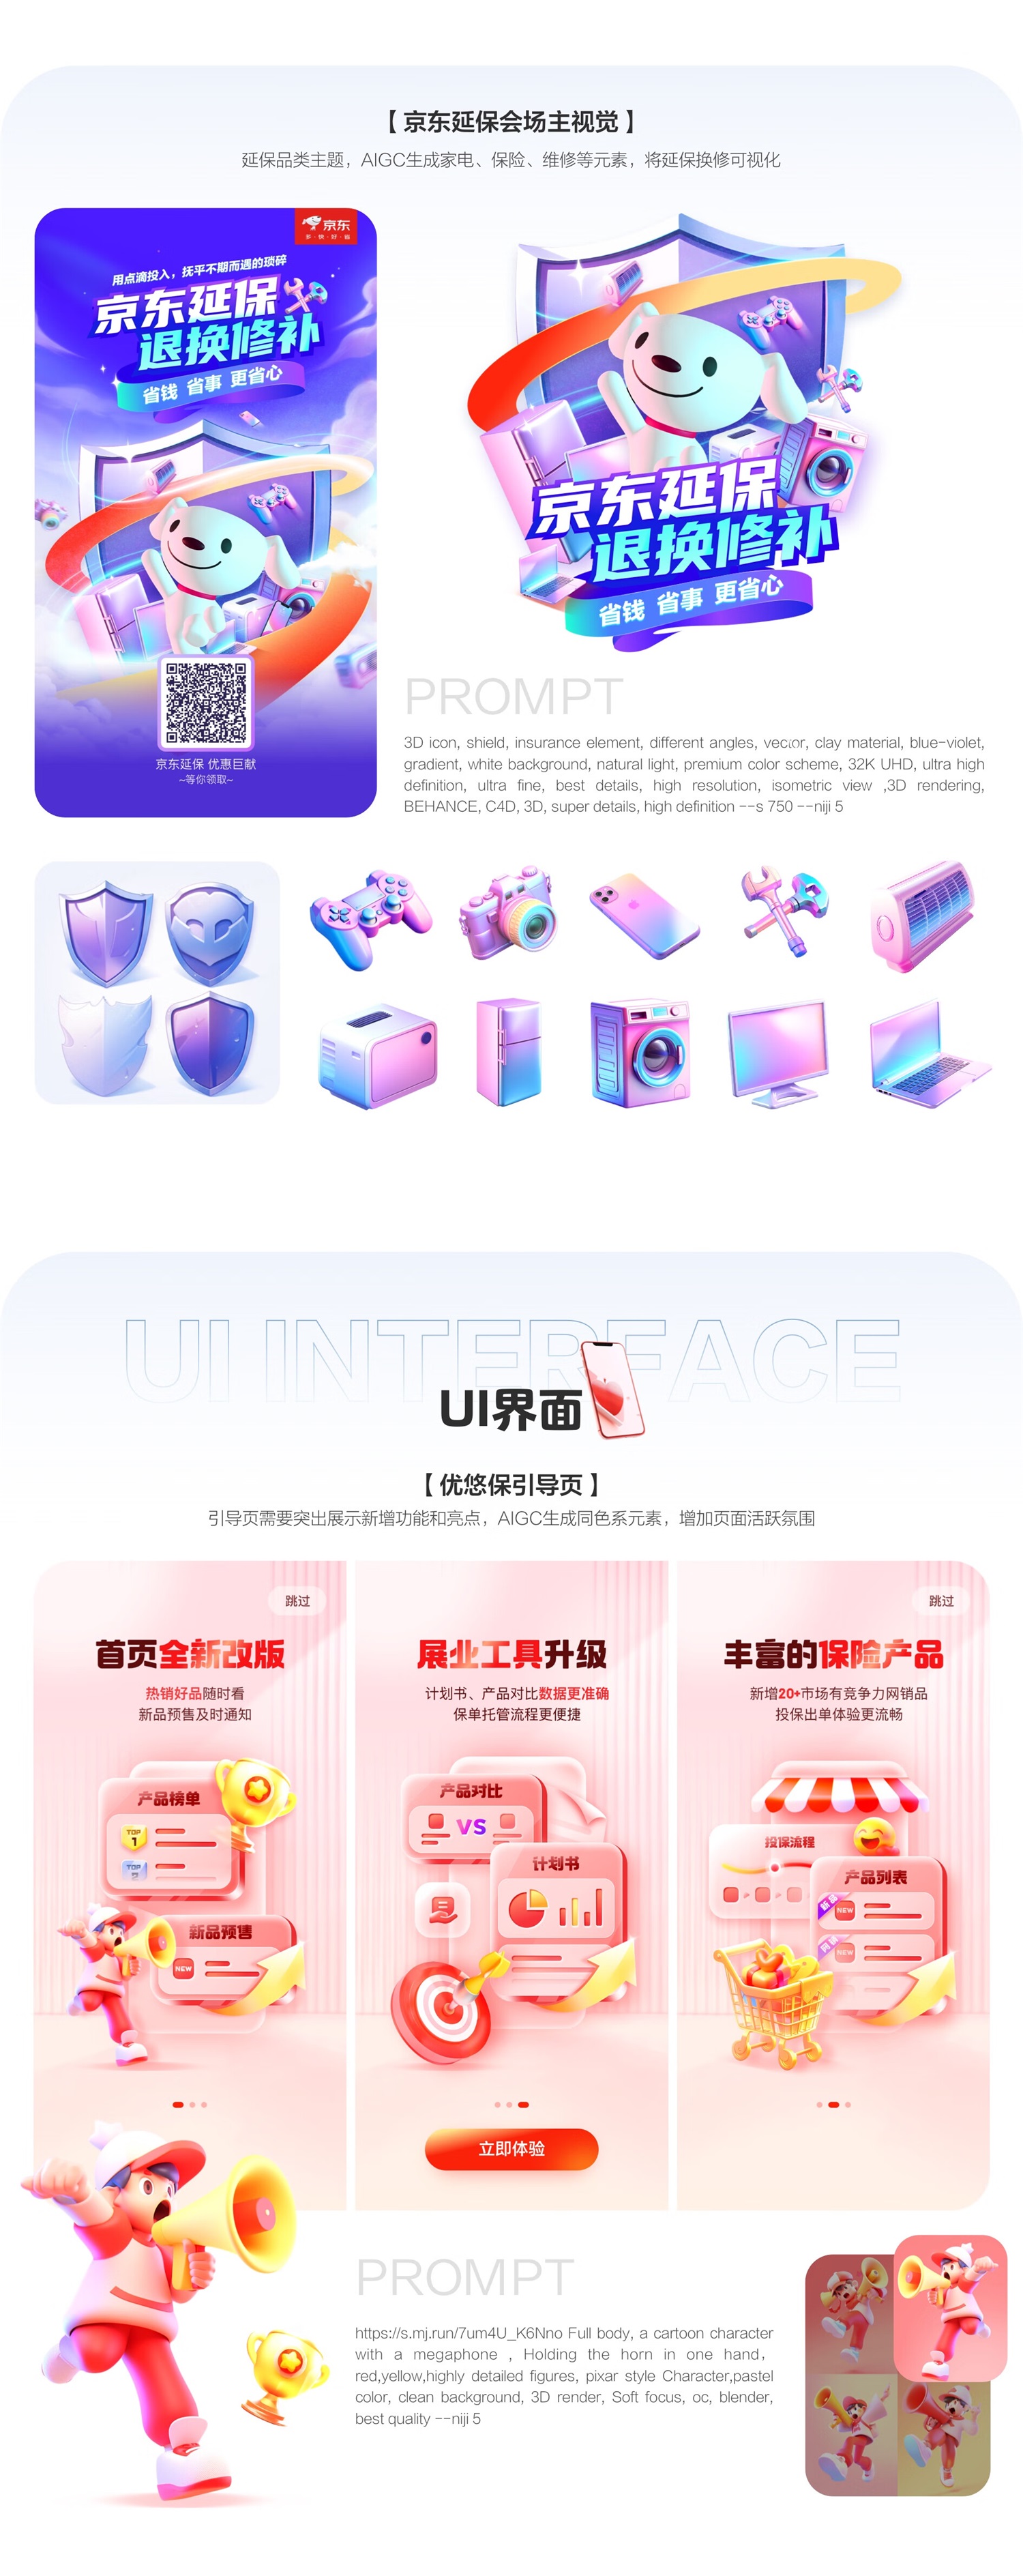 【 京东延保会场主视觉 】
延保品类主题，AIGC生成家电、保险、维修等元素，将延保换修可视化
京东
多·快·好·省
用点滴投入，抚平不期而遇的琐碎
京东延保
退换修补
省钱 省事 更省心
京东延保 优惠巨献
~等你领取~
京东延保
退换修补
省钱 省事 更省心
PROMPT
3D icon, shield, insurance element, different angles, vector, clay material, blue-violet,
gradient, white background, natural light, premium color scheme, 32K UHD, ultra high
definition, ultra fine, best details, high resolution, isometric view ,3D rendering,
BEHANCE, C4D, 3D, super details, high definition --s 750 --niji 5
UI INTERFACE
UI界面
【 优悠保引导页 】
引导页需要突出展示新增功能和亮点，AIGC生成同色系元素，增加页面活跃氛围
跳过
首页全新改版
热销好品随时看
新品预售及时通知
产品榜单
TOP
1
TOP
2
新品预售
NEW
展业工具升级
计划书、产品对比数据更准确
保单托管流程更便捷
产品对比
VS
计划书
立即体验
跳过
丰富的保险产品
新增20+市场有竞争力网销品
投保出单体验更流畅
投保流程
产品列表
NEW
NEW
PROMPT
https://s.mj.run/7um4U_K6Nno Full body, a cartoon character
with a megaphone , Holding the horn in one hand,
red,yellow,highly detailed figures, pixar style Character,pastel
color, clean background, 3D render, Soft focus, oc, blender,
best quality --niji 5